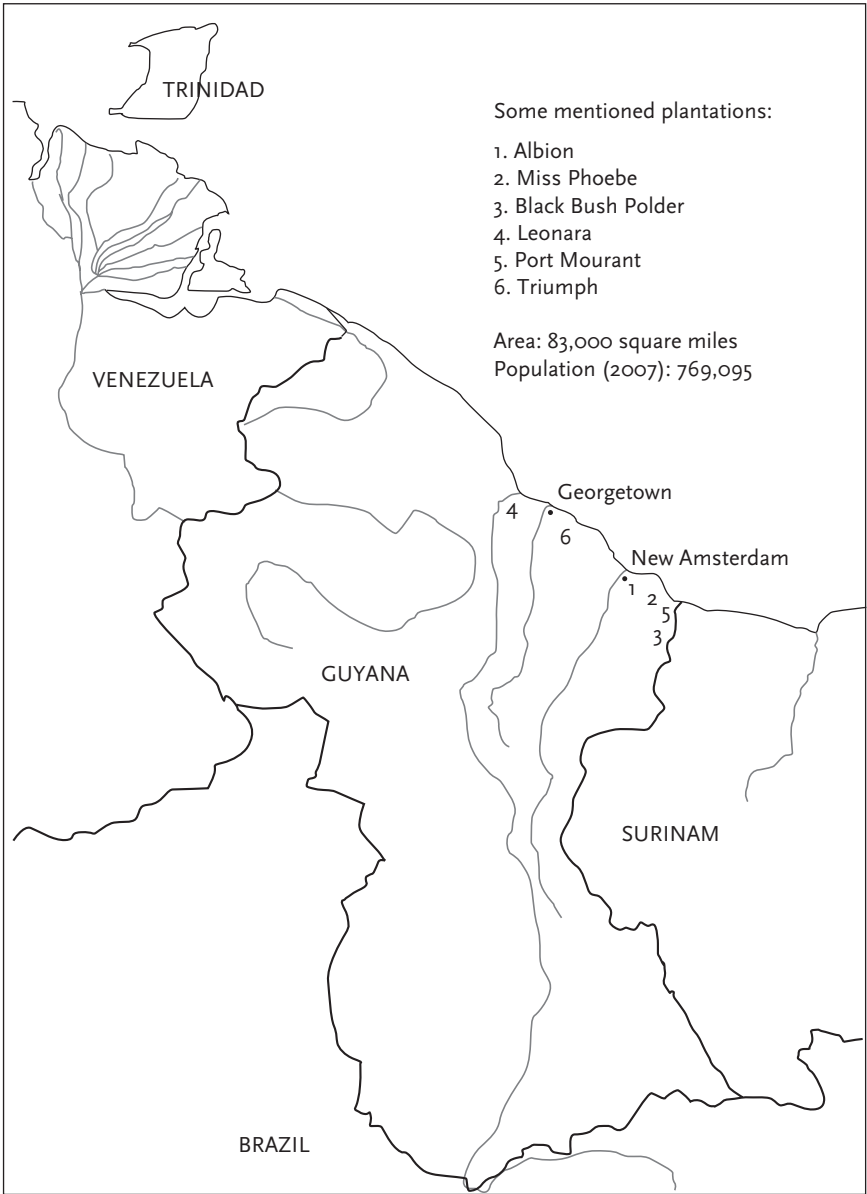 TRINIDAD
Some mentioned plantations:
1. Albion
2. Miss Phoebe
3. Black Bush Polder
4. Leonara
5. Port Mourant
6. Triumph
Area: 83,000 square miles
Population (2007): 769,095
VENEZUELA
Georgetown
4
6
New Amsterdam
1
2
5
3
GUYANA
SURINAM
BRAZIL